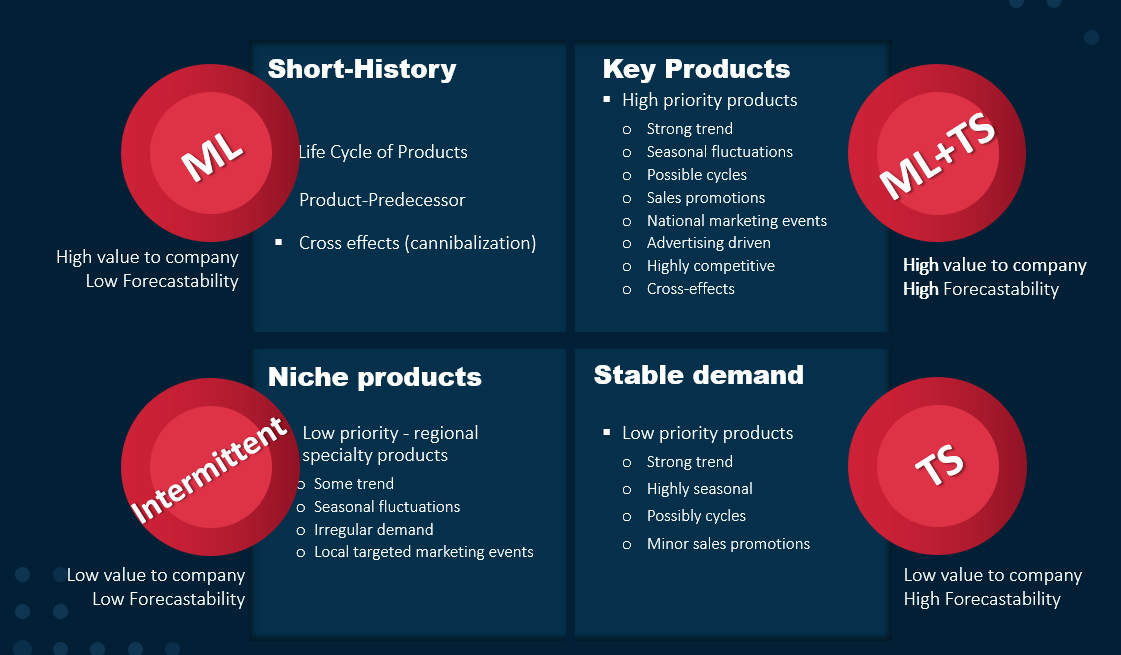 Short-History
ML
Life Cycle of Products
Product-Predecessor
▪ Cross effects (cannibalization)
High value to company
Low Forecastability
Key Products
▪ High priority products
o Strong trend
o Seasonal fluctuations
o Possible cycles
o Sales promotions
o National marketing events
o Advertising driven
o Highly competitive
o Cross-effects
ML+TS
High value to company
High Forecastability
Niche products
Intermittent
Low priority - regional
specialty products
o Some trend
o Seasonal fluctuations
o Irregular demand
o Local targeted marketing events
Low value to company
Low Forecastability
Stable demand
▪ Low priority products
o Strong trend
o Highly seasonal
o Possibly cycles
o Minor sales promotions
TS
Low value to company
High Forecastability